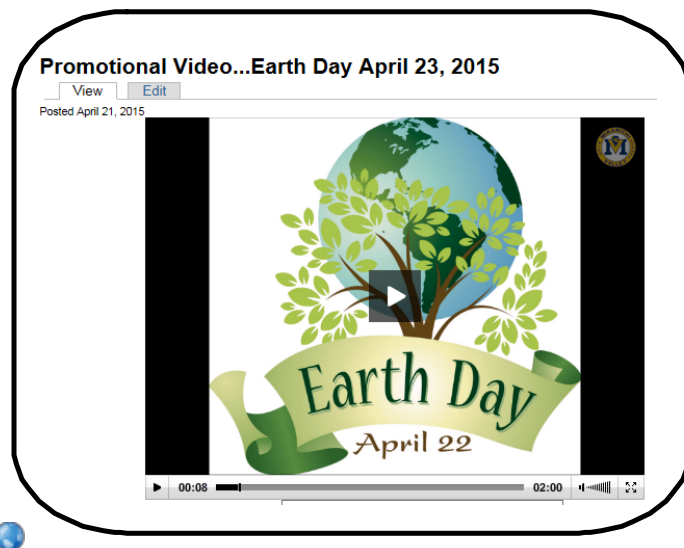 Promotional Video...Earth Day April 23, 2015
View Edit
Posted April 21, 2015
M
VALLEY
Earth Day
April 22
00:08 02:00